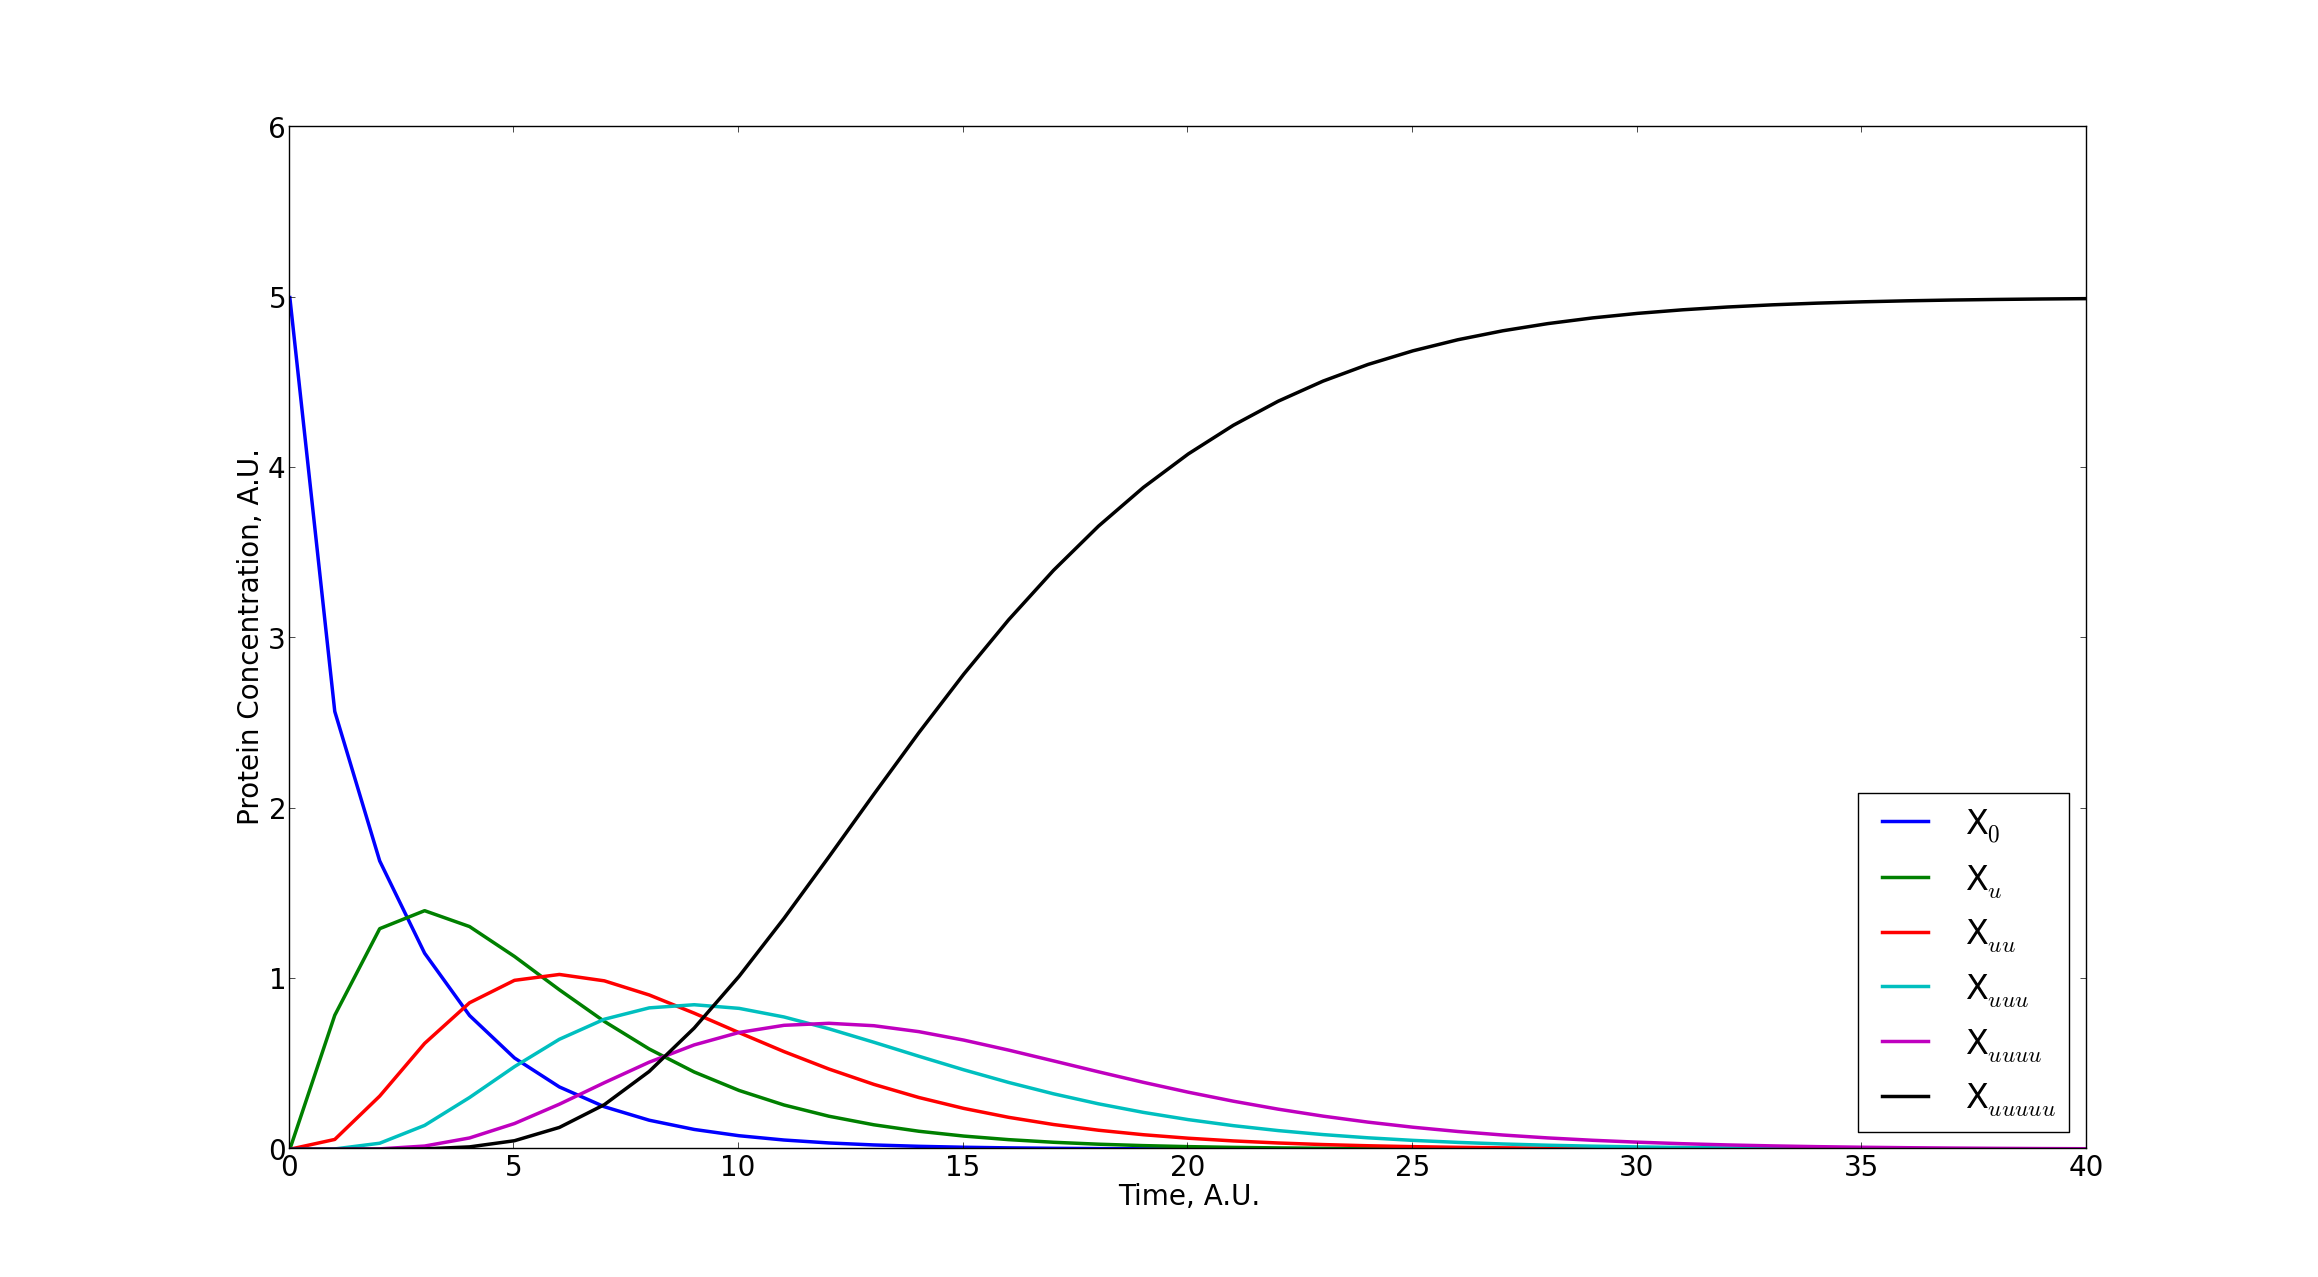 6
5
4
3
2
1
0
Protein Concentration, A.U.
0 5 10 15 20 25 30 35 40
Time, A.U.
X₀
Xᵤ
Xᵤᵤ
Xᵤᵤᵤ
Xᵤᵤᵤᵤ
Xᵤᵤᵤᵤᵤ